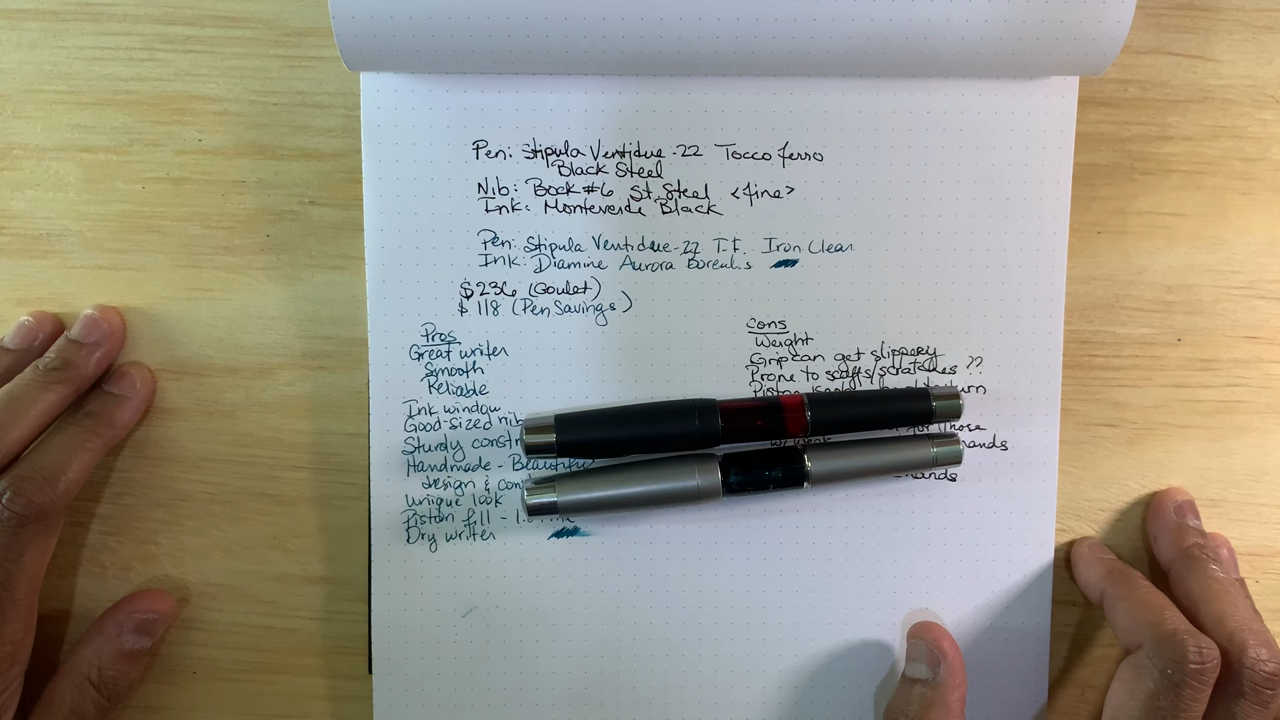 Pen: Stipula Ventidue-22 Tocco ferro
Black Steel
Nib: Bock #6 St. Steel <fine>
Ink: Monteverde Black
Pen: Stipula Ventidue-22 T.F. Iron Clear
Ink: Diamine Aurora Borealis
$236 (Goulet)
$118 (Pen Savings)
Pros
Great writer
Smooth
Reliable
Ink window
Good-sized nib
Sturdy constr
Handmade - Beautiful
design & con
Unique look
Piston fill -
Dry writer
Cons
Weight
Grip can get slippery
Prone to scuffs/scratches ??
Piston turn
for those
hands
hands